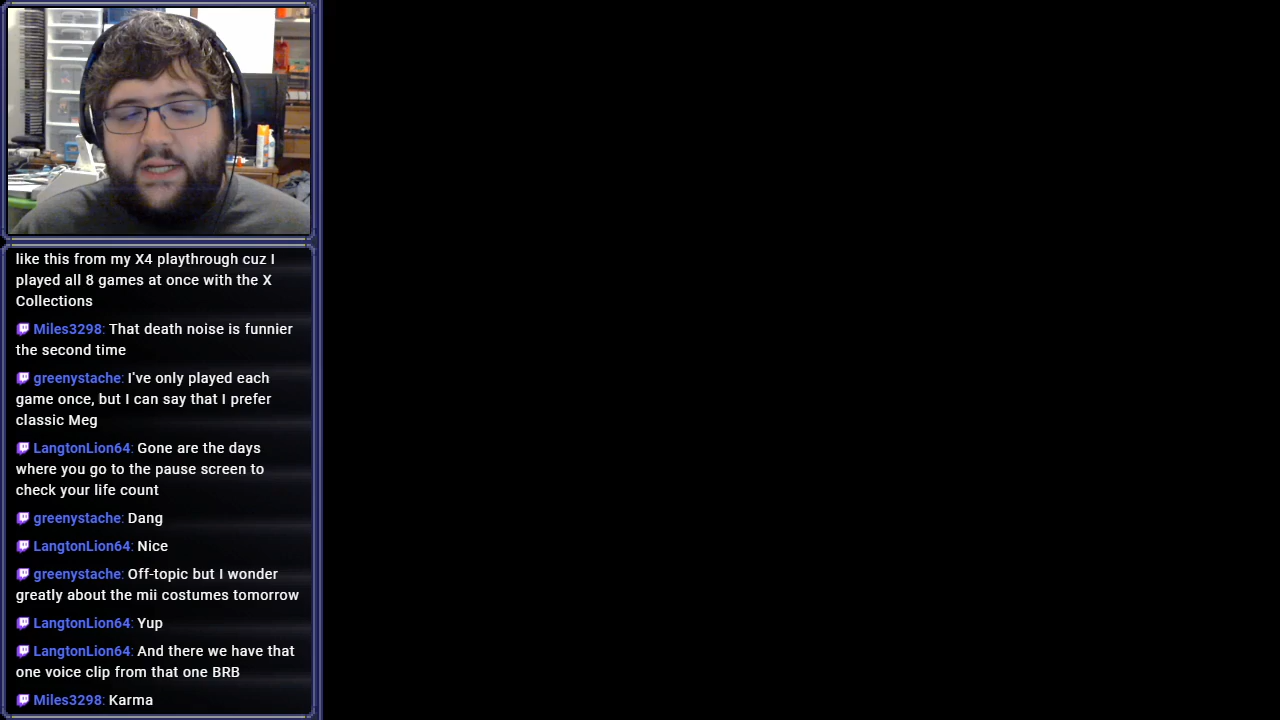 like this from my X4 playthrough cuz I
played all 8 games at once with the X
Collections
Miles3298: That death noise is funnier
the second time
greenystache: I've only played each
game once, but I can say that I prefer
classic Meg
LangtonLion64: Gone are the days
where you go to the pause screen to
check your life count
greenystache: Dang
LangtonLion64: Nice
greenystache: Off-topic but I wonder
greatly about the mii costumes tomorrow
LangtonLion64: Yup
LangtonLion64: And there we have that
one voice clip from that one BRB
Miles3298: Karma